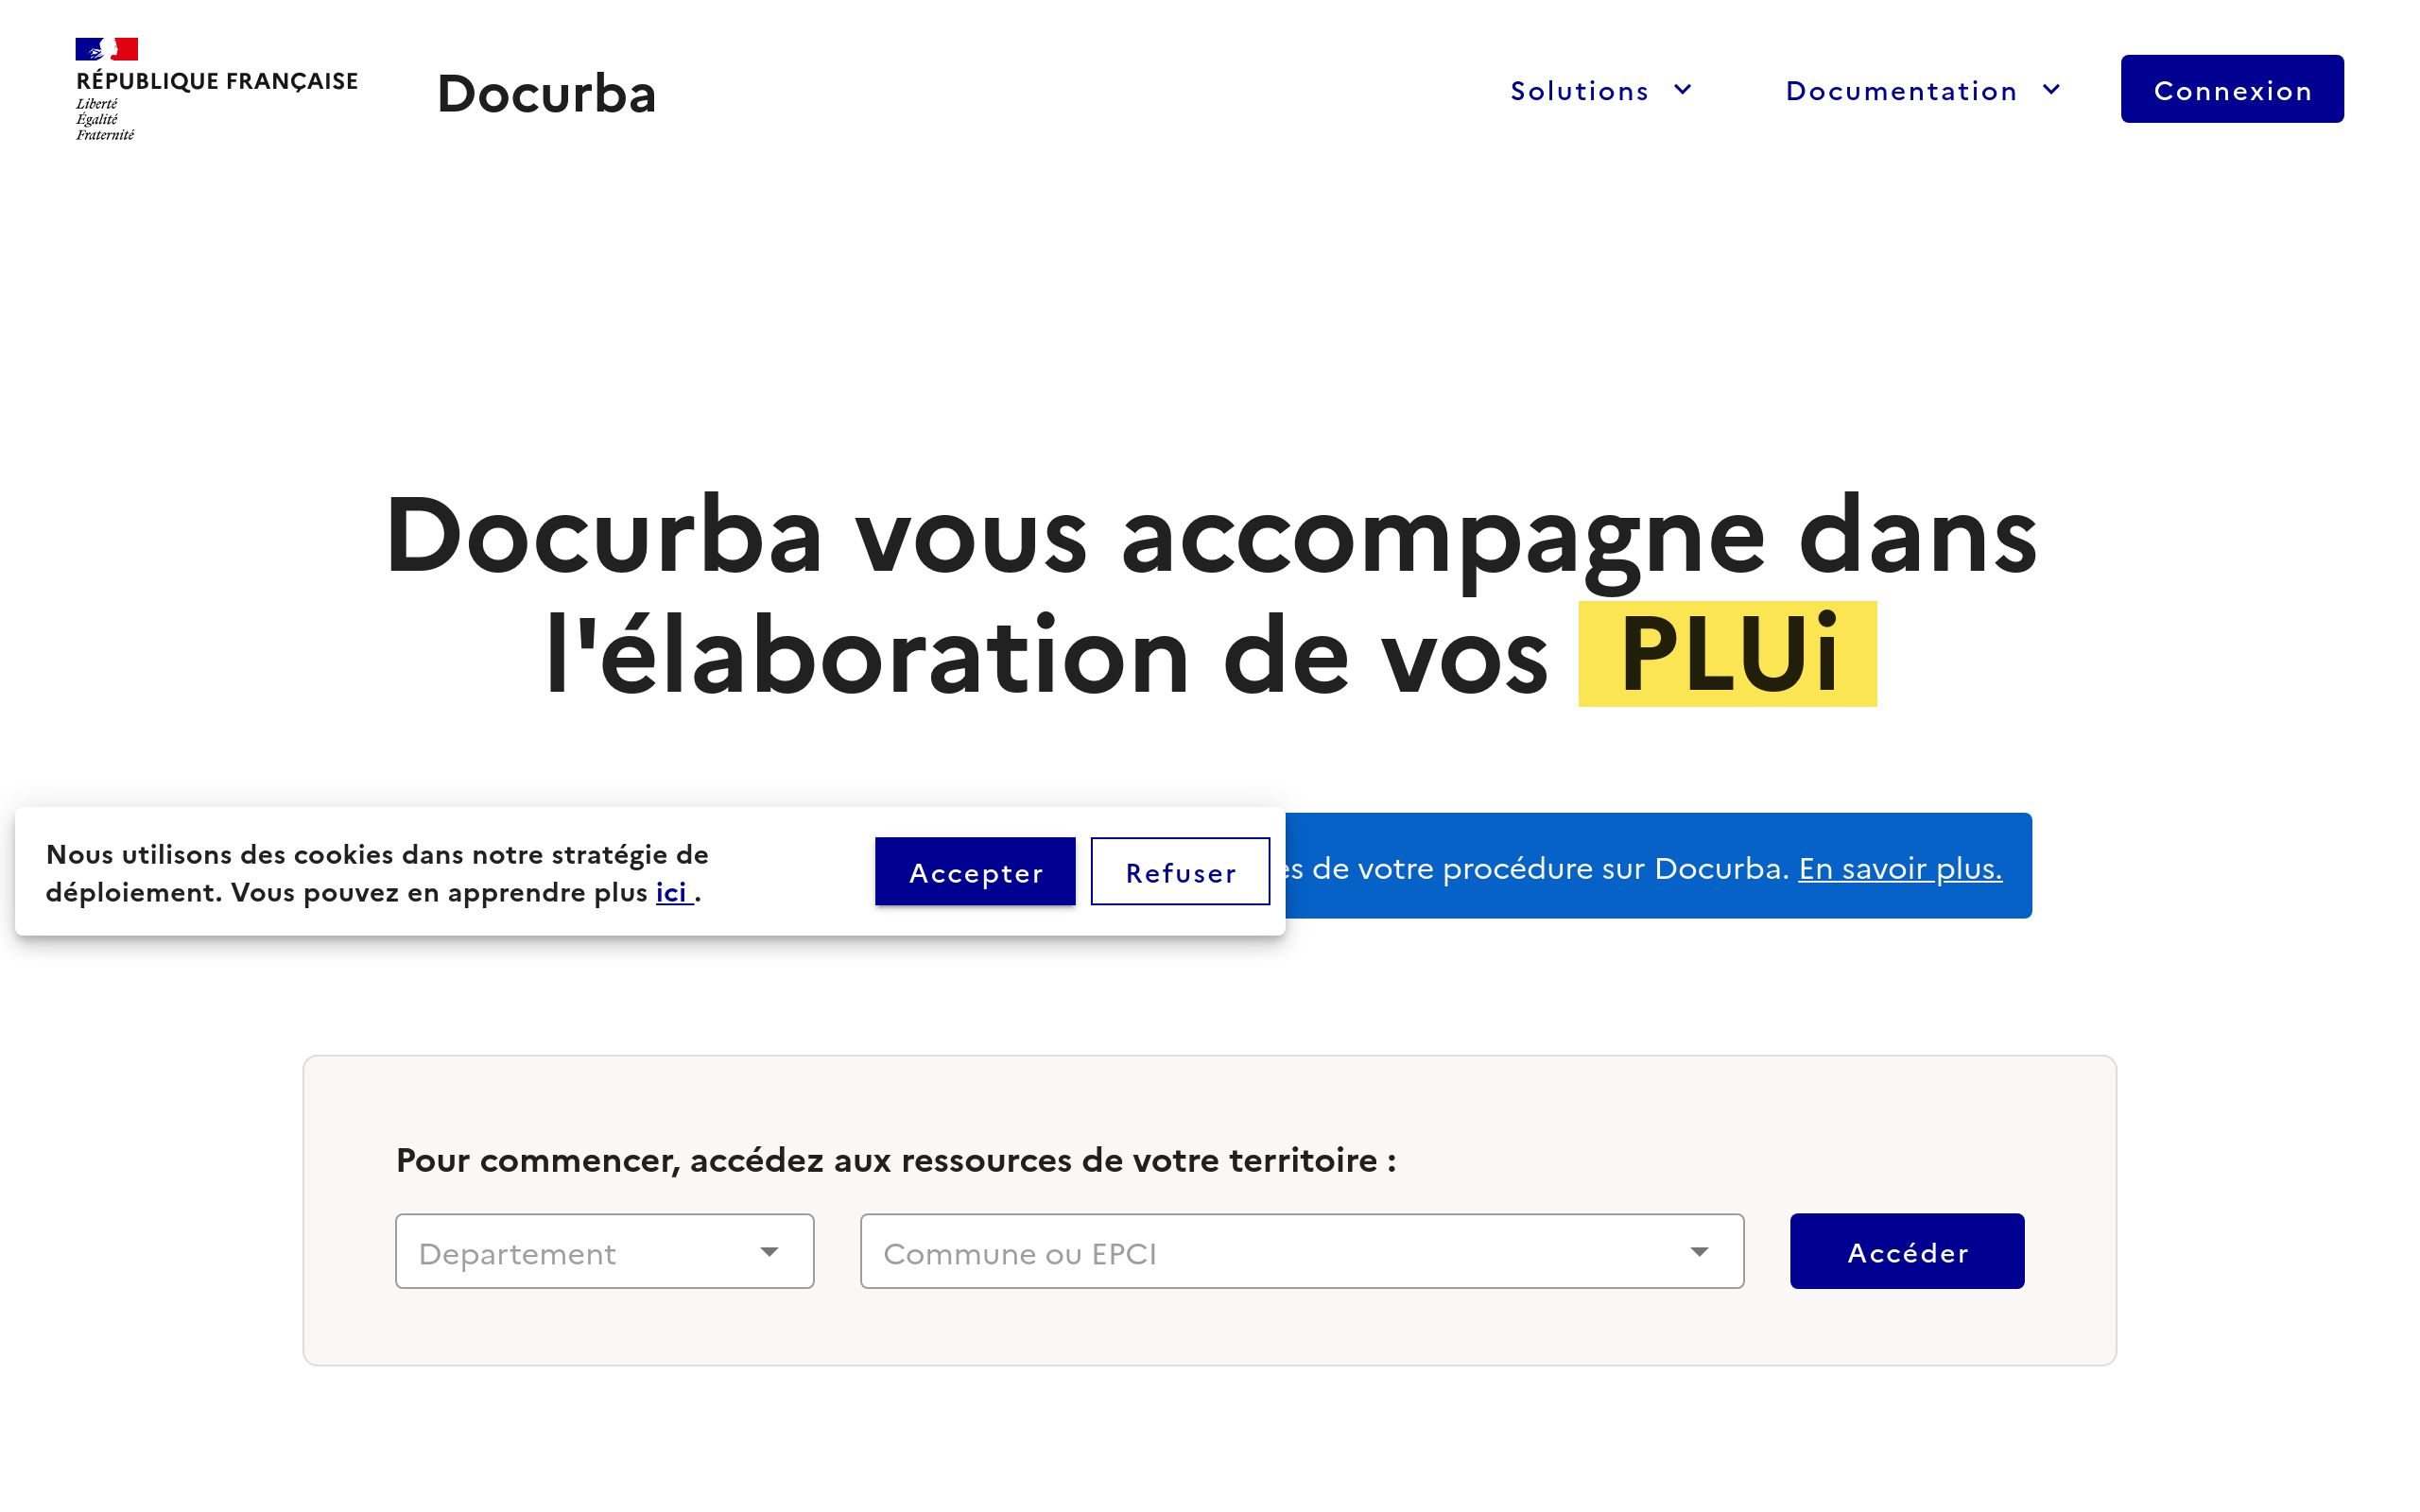 RÉPUBLIQUE FRANÇAISE
Liberté
Égalité
Fraternité
Docurba
Solutions
Documentation
Connexion
Docurba vous accompagne dans
l'élaboration de vos PLUi
Nous utilisons des cookies dans notre stratégie de
déploiement. Vous pouvez en apprendre plus ici .
Accepter
Refuser
de votre procédure sur Docurba. En savoir plus.
Pour commencer, accédez aux ressources de votre territoire :
Departement
Commune ou EPCI
Accéder